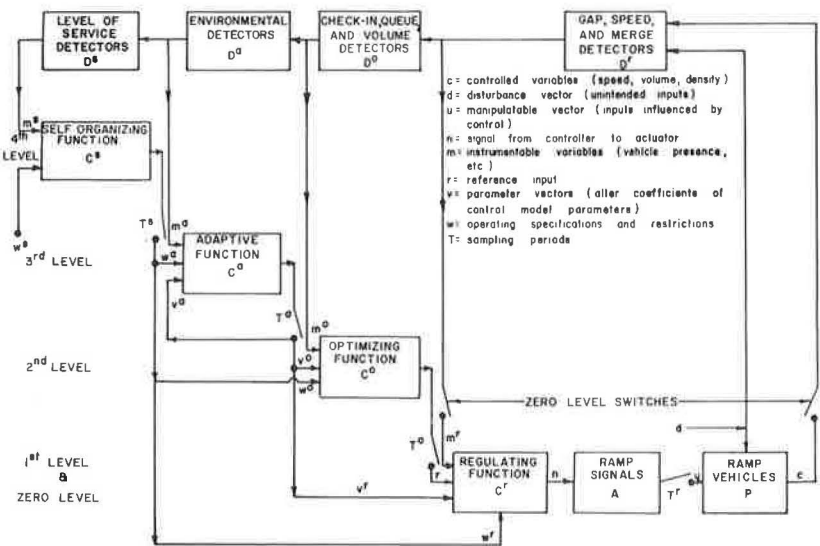 LEVEL OF
SERVICE
DETECTORS
D^s
ENVIRONMENTAL
DETECTORS
D^a
CHECK-IN, QUEUE,
AND VOLUME
DETECTORS
D^o
GAP, SPEED,
AND MERGE
DETECTORS
D^r
c = controlled variables (speed, volume, density)
d = disturbance vector (unintended inputs)
u = manipulatable vector (inputs influenced by
control)
n = signal from controller to actuator
m = instrumentable variables (vehicle presence,
etc)
r = reference input
v = parameter vectors (alter coefficients of
control model parameters)
w = operating specifications and restrictions
T = sampling periods
m^s
4th
LEVEL
SELF ORGANIZING
FUNCTION
C^s
w^s
T^s
m^a
3rd LEVEL
w^a
ADAPTIVE
FUNCTION
C^a
v^a
T^a
m^o
2nd LEVEL
v^o
OPTIMIZING
FUNCTION
C^o
w^o
ZERO LEVEL SWITCHES
T^o
m^r
d
1st LEVEL
&
ZERO LEVEL
r
REGULATING
FUNCTION
C^r
n
RAMP
SIGNALS
A
T^r
u
RAMP
VEHICLES
P
c
v^r
w^r